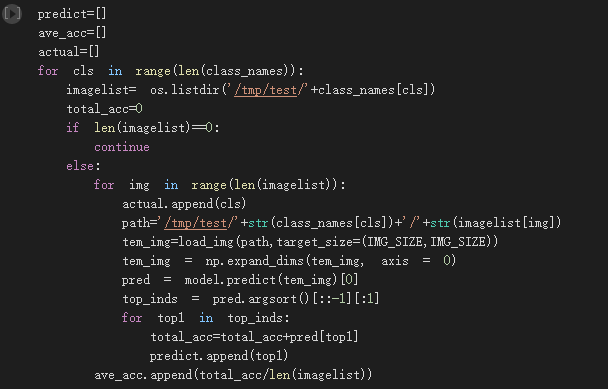 predict=[]
ave_acc=[]
actual=[]
for cls in range(len(class_names)):
    imagelist= os.listdir('/tmp/test/'+class_names[cls])
    total_acc=0
    if len(imagelist)==0:
        continue
    else:
        for img in range(len(imagelist)):
            actual.append(cls)
            path='/tmp/test/'+str(class_names[cls])+'/'+str(imagelist[img])
            tem_img=load_img(path,target_size=(IMG_SIZE,IMG_SIZE))
            tem_img = np.expand_dims(tem_img, axis = 0)
            pred = model.predict(tem_img)[0]
            top_inds = pred.argsort()[::-1][:1]
            for top1 in top_inds:
                total_acc=total_acc+pred[top1]
                predict.append(top1)
        ave_acc.append(total_acc/len(imagelist))